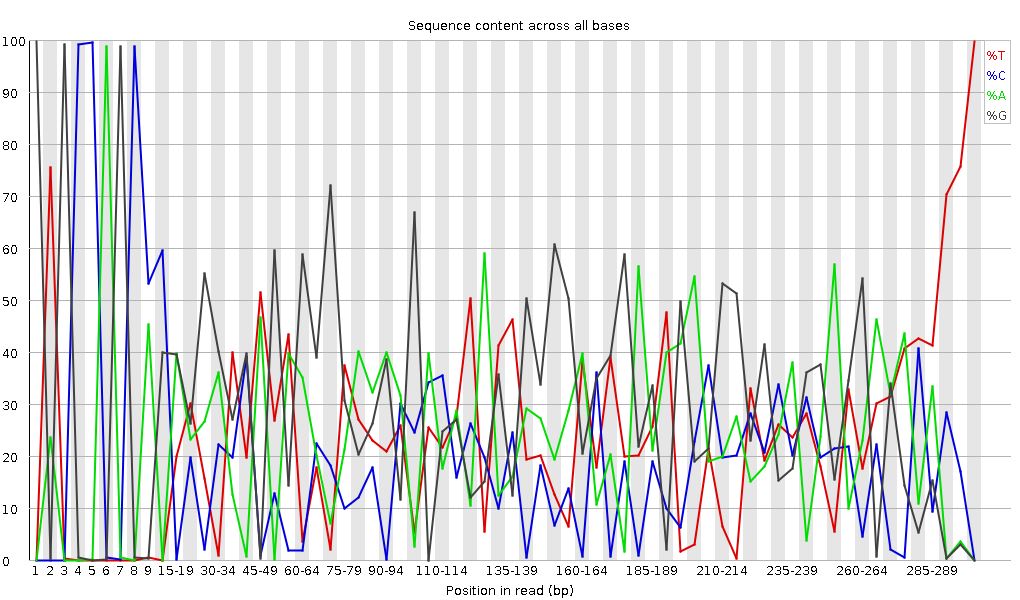 Sequence content across all bases
100
90
80
70
60
50
40
30
20
10
0
%T
%C
%A
%G
1 2 3 4 5 6 7 8 9 15-19 30-34 45-49 60-64 75-79 90-94 110-114 135-139 160-164 185-189 210-214 235-239 260-264 285-289
Position in read (bp)